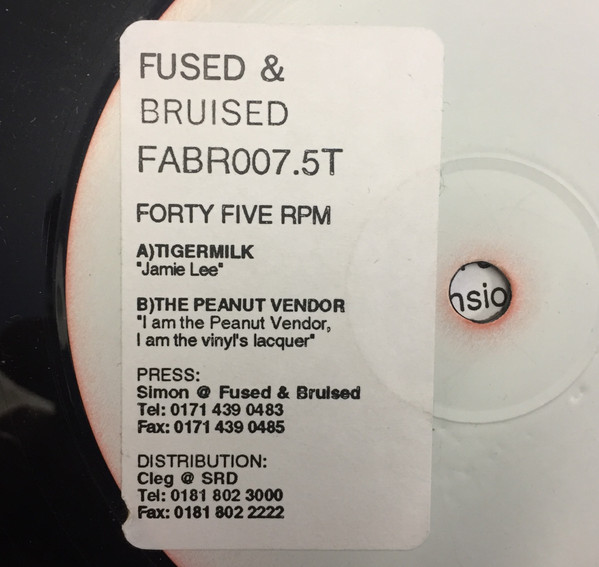 FUSED &
BRUISED
FABR007.5T
FORTY FIVE RPM
A)TIGERMILK
"Jamie Lee"
B)THE PEANUT VENDOR
"I am the Peanut Vendor,
I am the vinyl's lacquer"
PRESS:
Simon @ Fused & Bruised
Tel: 0171 439 0483
Fax: 0171 439 0485
DISTRIBUTION:
Cleg @ SRD
Tel: 0181 802 3000
Fax: 0181 802 2222
nsio